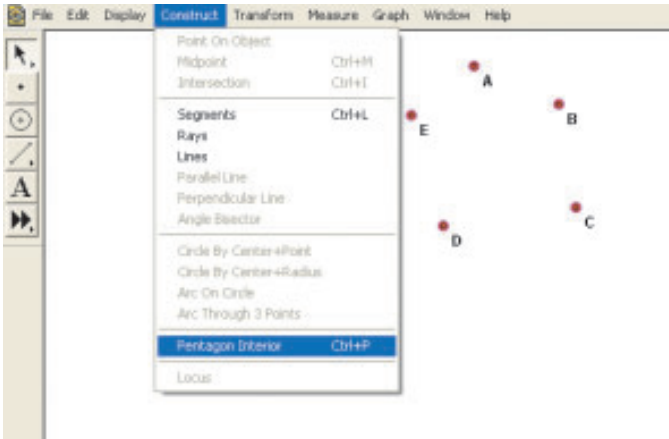 File Edit Display Construct Transform Measure Graph Window Help
Point On Object
Midpoint Ctrl+M
Intersection Ctrl+I
Segments Ctrl+L
Rays
Lines
Parallel Line
Perpendicular Line
Angle Bisector
Circle By Center+Point
Circle By Center+Radius
Arc On Circle
Arc Through 3 Points
Pentagon Interior Ctrl+P
Locus
A
A
B
E
C
D